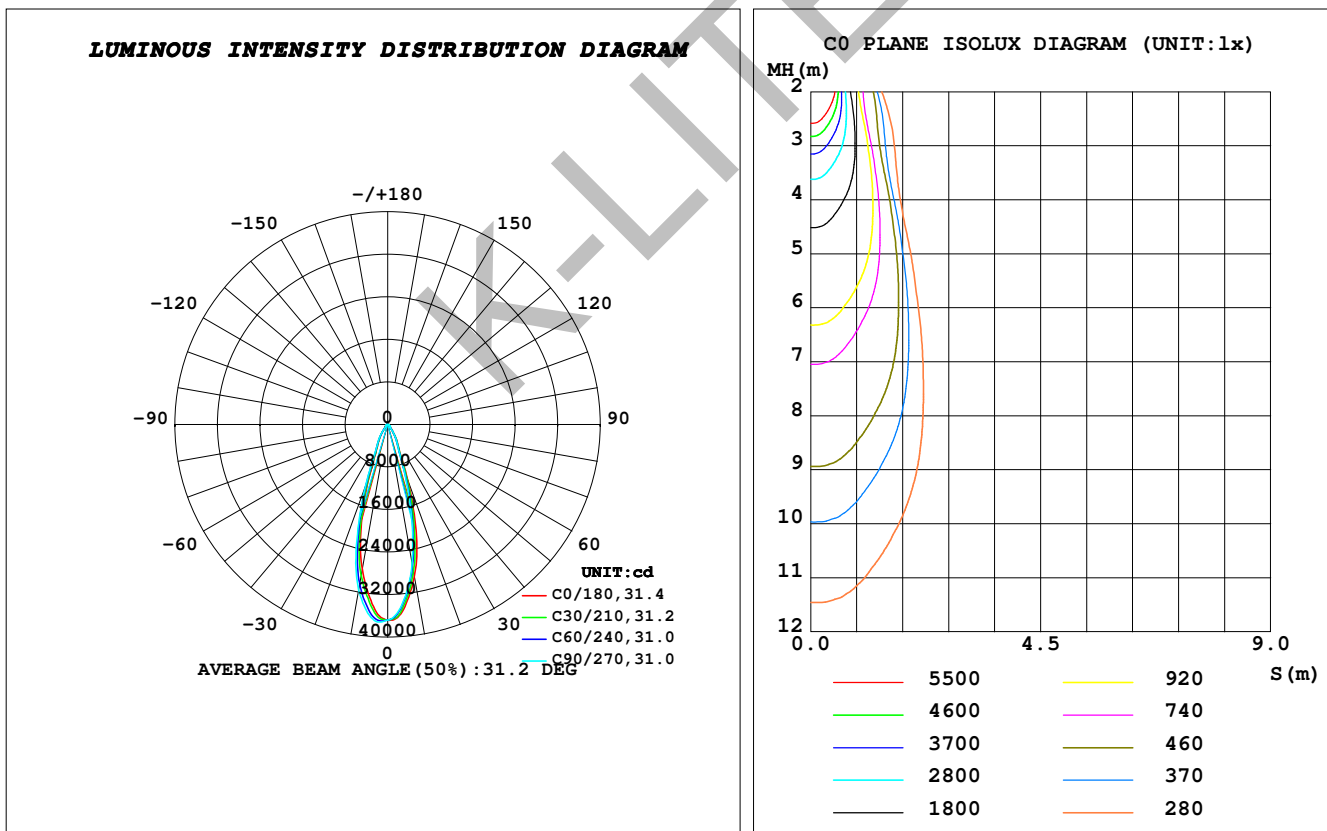 LUMINOUS INTENSITY DISTRIBUTION DIAGRAM
-/+180
-150 150
-120 120
-90 0 90
8000
16000
-60 60
24000
32000
-30 30
40000
0
UNIT:cd
C0/180,31.4
C30/210,31.2
C60/240,31.0
C90/270,31.0
AVERAGE BEAM ANGLE(50%):31.2 DEG
K-LITE
C0 PLANE ISOLUX DIAGRAM (UNIT:lx)
MH(m)
2
3
4
5
6
7
8
9
10
11
12
0.0 4.5 9.0
S(m)
5500 920
4600 740
3700 460
2800 370
1800 280